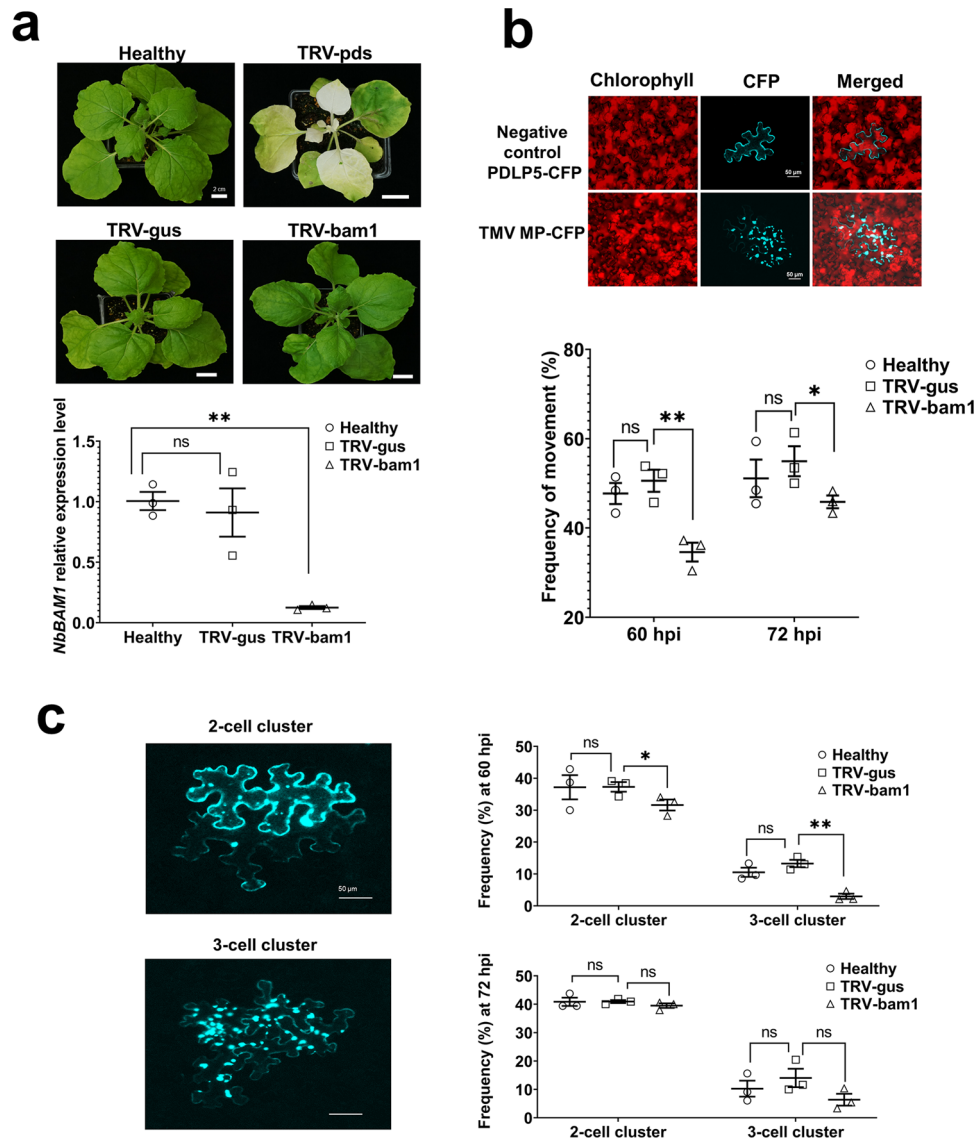 a
Healthy
TRV-pds
2 cm
TRV-gus
TRV-bam1
NbBAM1 relative expression level
**
ns
Healthy
TRV-gus
TRV-bam1
1.5
1.0
0.5
0.0
Healthy
TRV-gus
TRV-bam1
b
Chlorophyll
CFP
Merged
Negative
control
PDLP5-CFP
50 µm
50 µm
TMV MP-CFP
50 µm
Frequency of movement (%)
80
60
40
20
ns
**
ns
*
Healthy
TRV-gus
TRV-bam1
60 hpi
72 hpi
c
2-cell cluster
50 µm
3-cell cluster
Frequency (%) at 60 hpi
50
40
30
20
10
0
ns
*
ns
**
Healthy
TRV-gus
TRV-bam1
2-cell cluster
3-cell cluster
Frequency (%) at 72 hpi
50
40
30
20
10
0
ns
ns
ns
ns
Healthy
TRV-gus
TRV-bam1
2-cell cluster
3-cell cluster